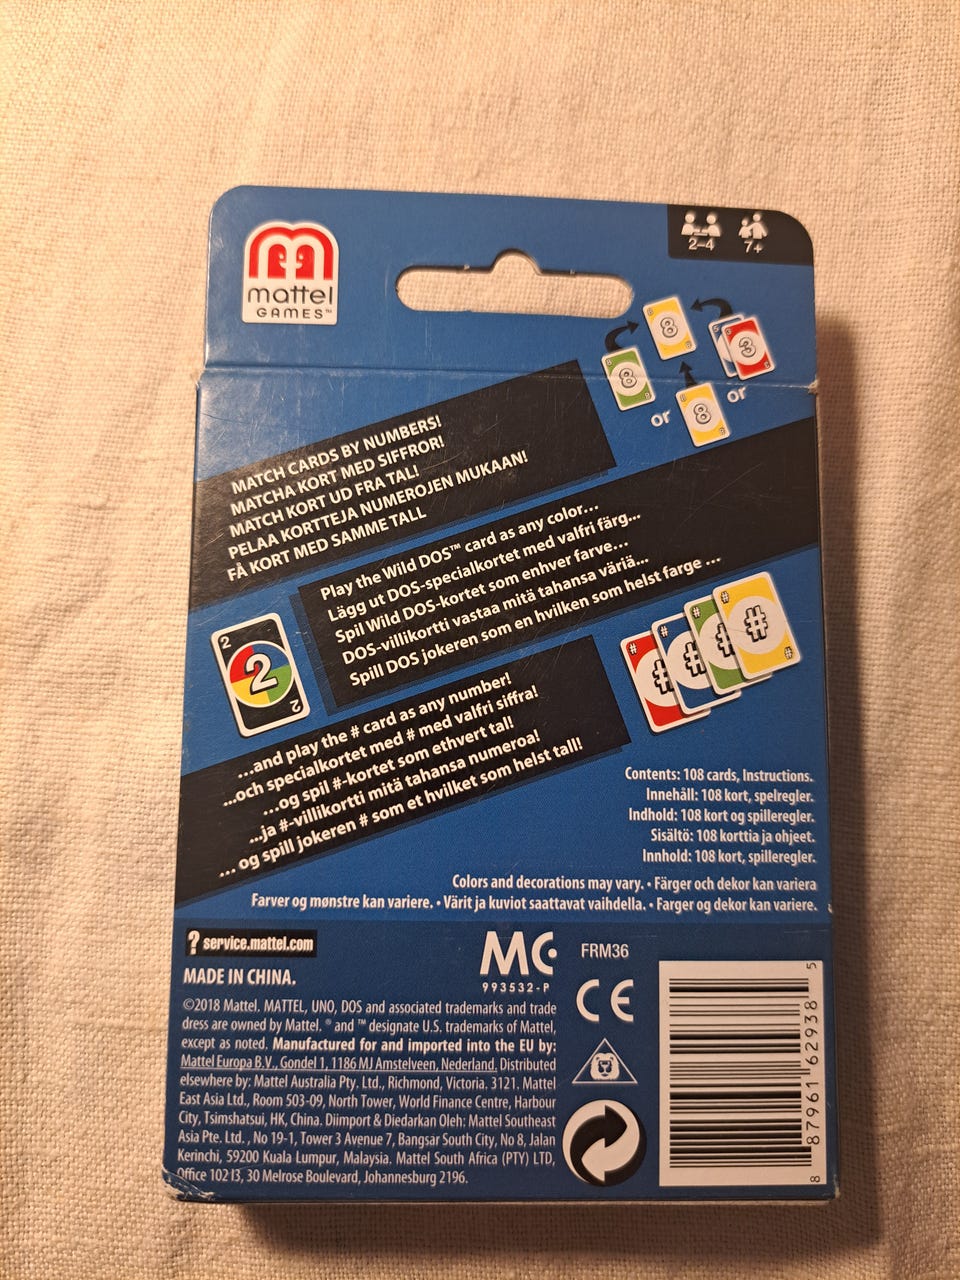 mattel
GAMES™
2–4
7+
8
8
3
8
or
or
MATCH CARDS BY NUMBERS!
MATCHA KORT MED SIFFROR!
MATCH KORT UD FRA TAL!
PELAA KORTTEJA NUMEROJEN MUKAAN!
FÅ KORT MED SAMME TALL
Play the Wild DOS™ card as any color...
Lägg ut DOS-specialkortet med valfri färg...
Spil Wild DOS-kortet som enhver farve...
DOS-villikortti vastaa mitä tahansa väriä...
Spill DOS jokeren som en hvilken som helst farge ...
2
2
2
#
#
#
#
...and play the # card as any number!
...och specialkortet med # med valfri siffra!
...og spil #-kortet som ethvert tal!
...ja #-villikortti mitä tahansa numeroa!
... og spill jokeren # som et hvilket som helst tall!
Contents: 108 cards, Instructions.
Innehåll: 108 kort, spelregler.
Indhold: 108 kort og spilleregler.
Sisältö: 108 korttia ja ohjeet.
Innhold: 108 kort, spilleregler.
Colors and decorations may vary. • Färger och dekor kan variera
Farver og mønstre kan variere. • Värit ja kuviot saattavat vaihdella. • Farger og dekor kan variere.
? service.mattel.com
MADE IN CHINA.
MC
993532-P
FRM36
CE
©2018 Mattel. MATTEL, UNO, DOS and associated trademarks and trade
dress are owned by Mattel. ® and ™ designate U.S. trademarks of Mattel,
except as noted. Manufactured for and imported into the EU by:
Mattel Europa B.V., Gondel 1, 1186 MJ Amstelveen, Nederland. Distributed
elsewhere by: Mattel Australia Pty. Ltd., Richmond, Victoria. 3121. Mattel
East Asia Ltd., Room 503-09, North Tower, World Finance Centre, Harbour
City, Tsimshatsui, HK, China. Diimport & Diedarkan Oleh: Mattel Southeast
Asia Pte. Ltd., No 19-1, Tower 3 Avenue 7, Bangsar South City, No 8, Jalan
Kerinchi, 59200 Kuala Lumpur, Malaysia. Mattel South Africa (PTY) LTD,
Office 102 I3, 30 Melrose Boulevard, Johannesburg 2196.
8 87961 62938 5